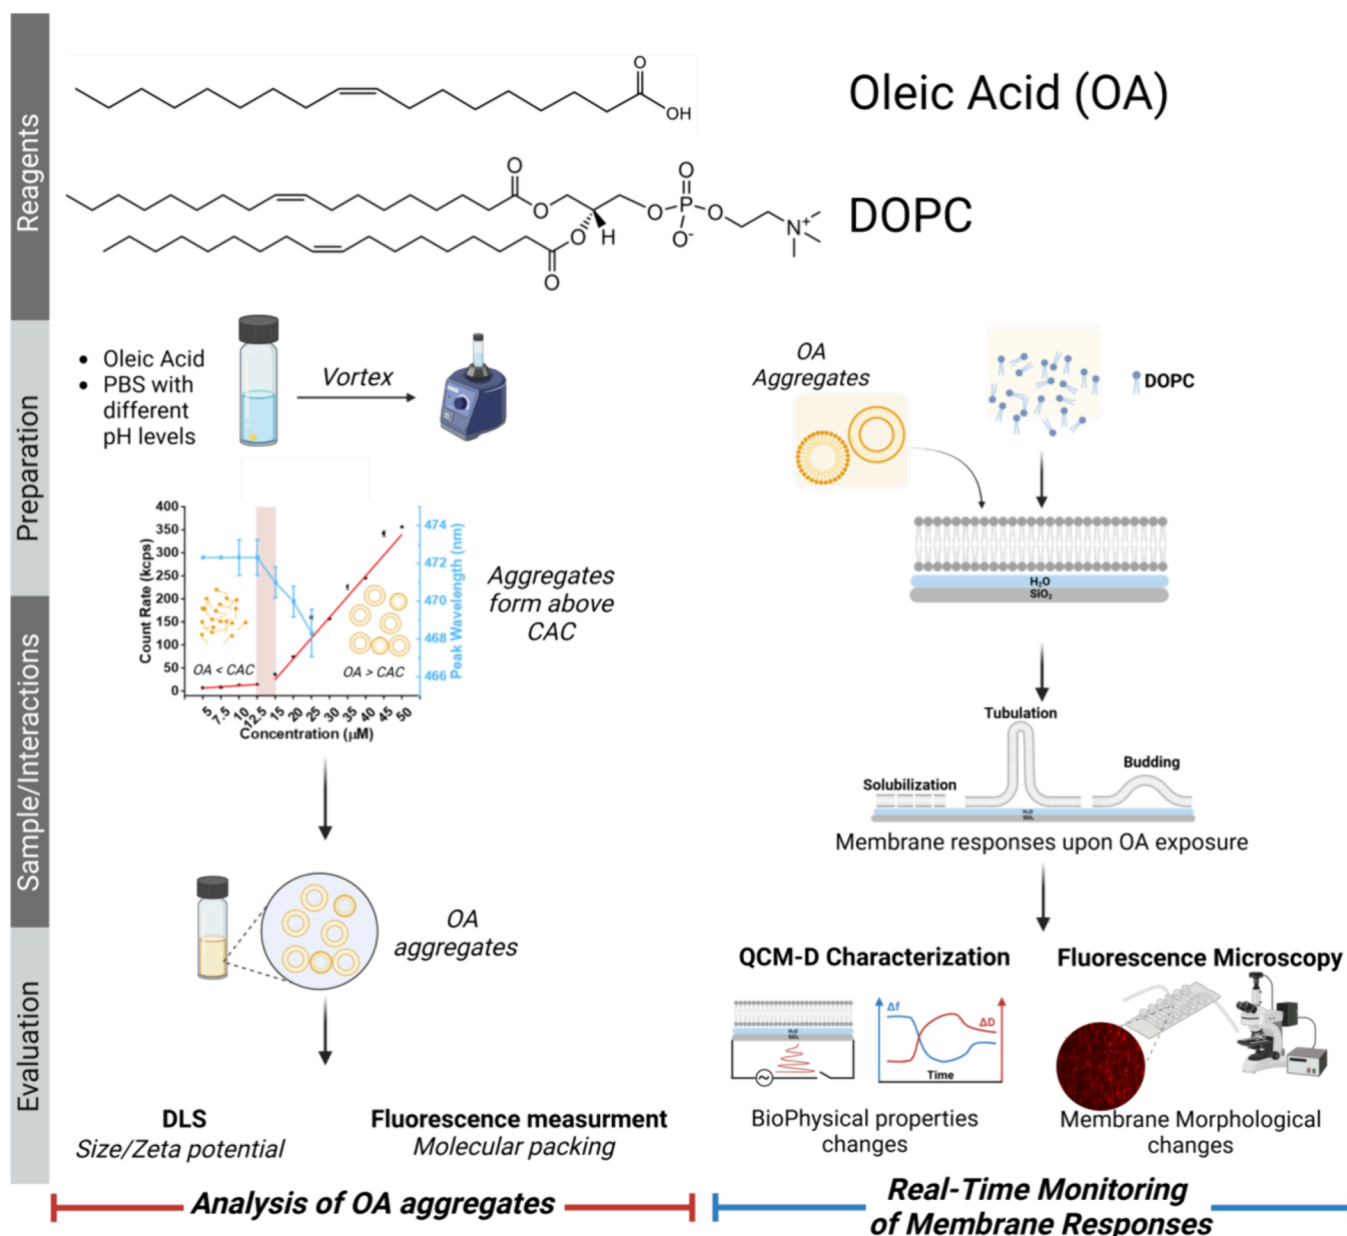 Reagents
O
OH
Oleic Acid (OA)
O
O
O
P
O
O
O-
N+
O
H
O
DOPC
Preparation
• Oleic Acid
• PBS with
different
pH levels
Vortex
OA
Aggregates
DOPC
H₂O
SiO₂
400
350
300
250
200
150
100
50
0
Count Rate (kcps)
474
472
470
468
466
Peak Wavelength (nm)
OA < CAC
OA > CAC
5
7.5
10
12.5
15
20
25
30
35
40
45
50
Concentration (μM)
Aggregates
form above
CAC
Sample/Interactions
Tubulation
Solubilization
Budding
H₂O
SiO₂
Membrane responses upon OA exposure
OA
aggregates
Evaluation
QCM-D Characterization
Fluorescence Microscopy
H₂O
SiO₂
Δf
ΔD
Time
BioPhysical properties
changes
Membrane Morphological
changes
DLS
Size/Zeta potential
Fluorescence measurment
Molecular packing
Analysis of OA aggregates
Real-Time Monitoring
of Membrane Responses